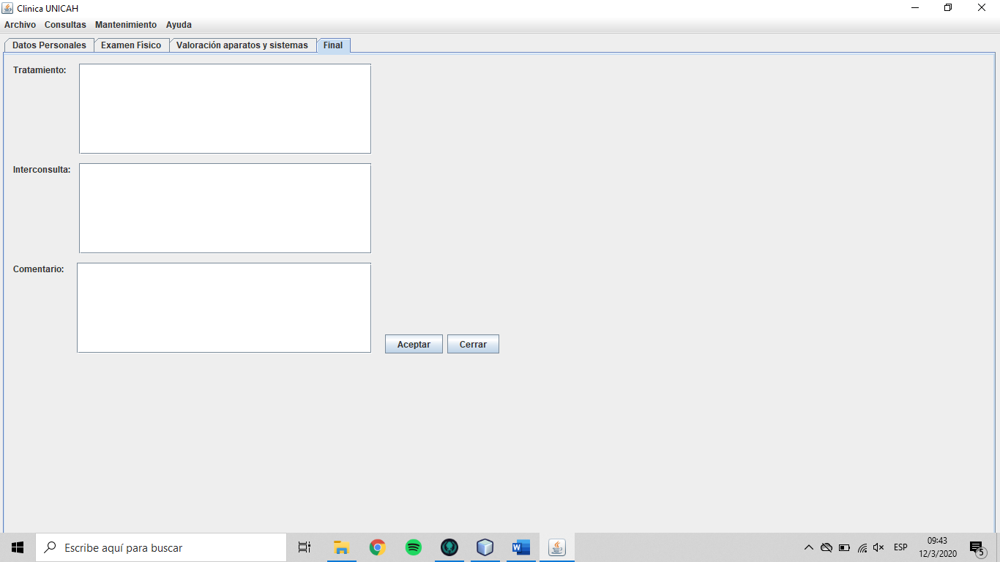 Clinica UNICAH
Archivo Consultas Mantenimiento Ayuda
Datos Personales Examen Fisico Valoración aparatos y sistemas Final
Tratamiento:
Interconsulta:
Comentario:
Aceptar Cerrar
Escribe aquí para buscar
W
ESP
09:43
12/3/2020
5